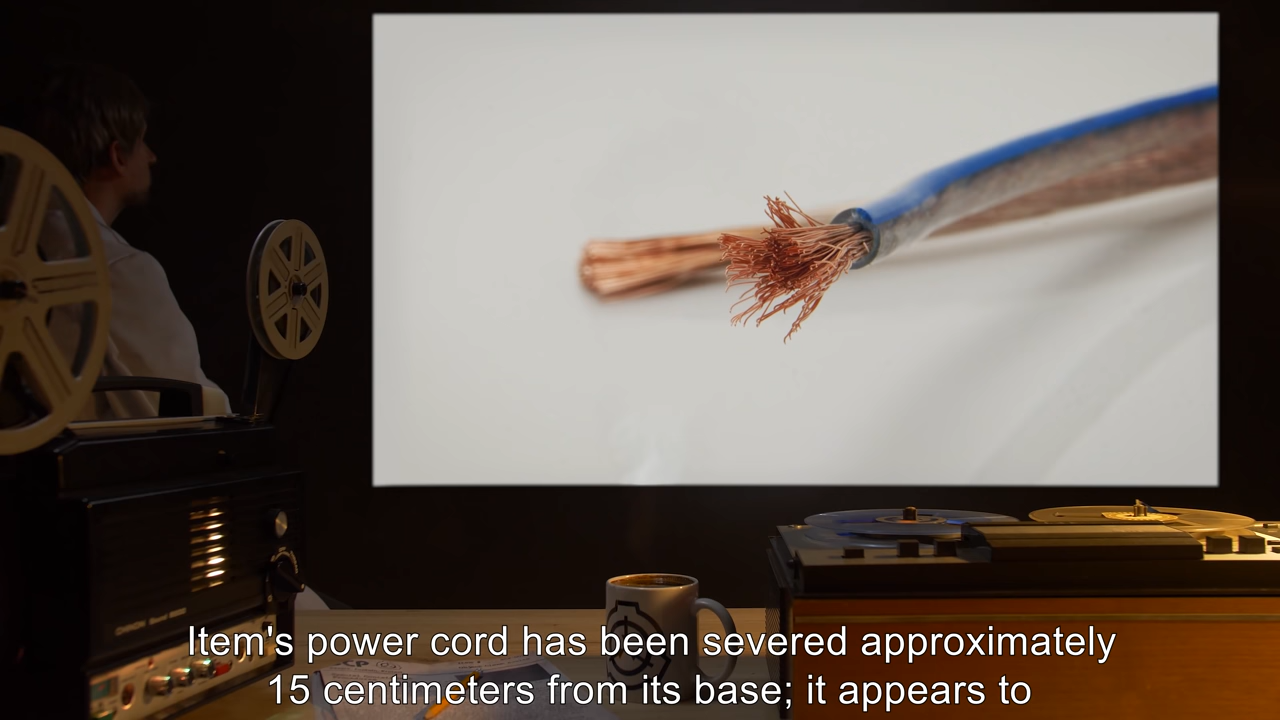 Item's power cord has been severed approximately
15 centimeters from its base; it appears to